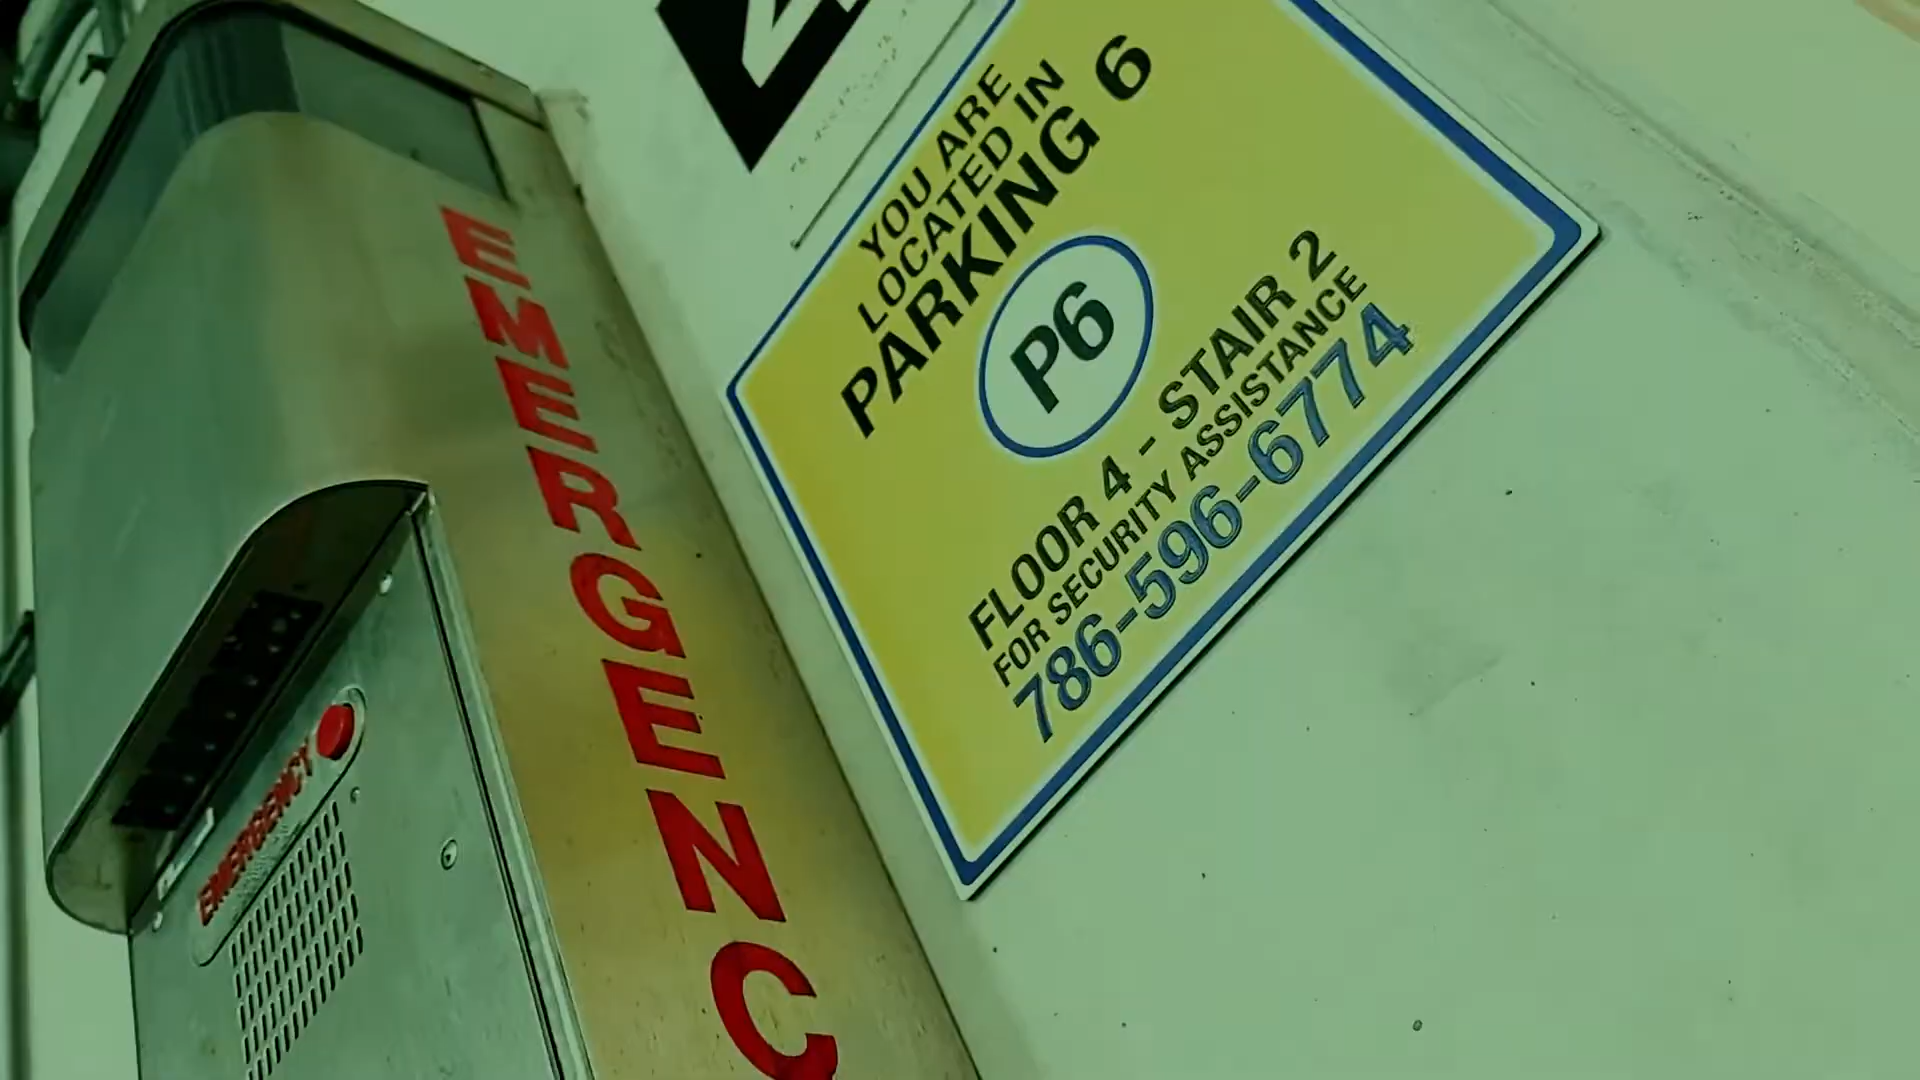 YOU ARE
LOCATED IN
PARKING 6
P6
FLOOR 4 - STAIR 2
FOR SECURITY ASSISTANCE
786-596-6774
EMERGENC
EMERGENCY